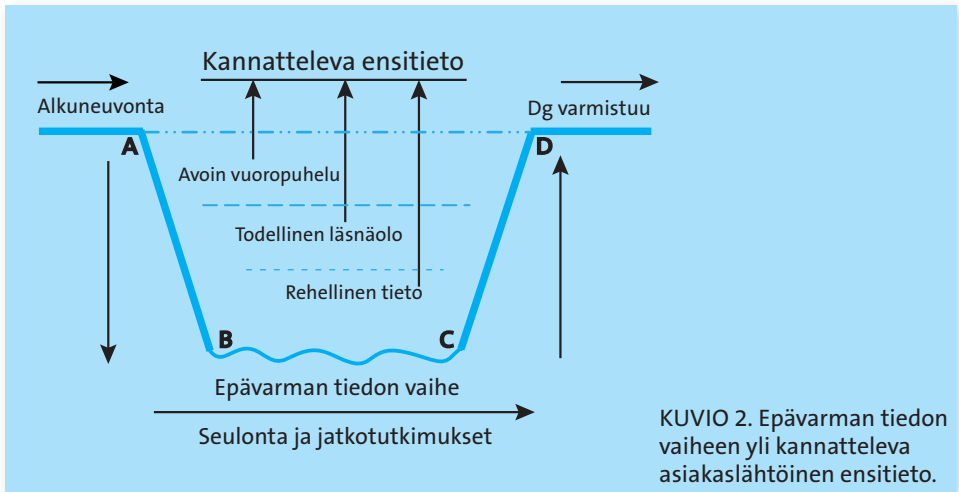 Kannatteleva ensitieto
Alkuneuvonta
Dg varmistuu
A
D
Avoin vuoropuhelu
Todellinen läsnäolo
Rehellinen tieto
B
C
Epävarman tiedon vaihe
Seulonta ja jatkotutkimukset
KUVIO 2. Epävarman tiedon
vaiheen yli kannatteleva
asiakaslähtöinen ensitieto.